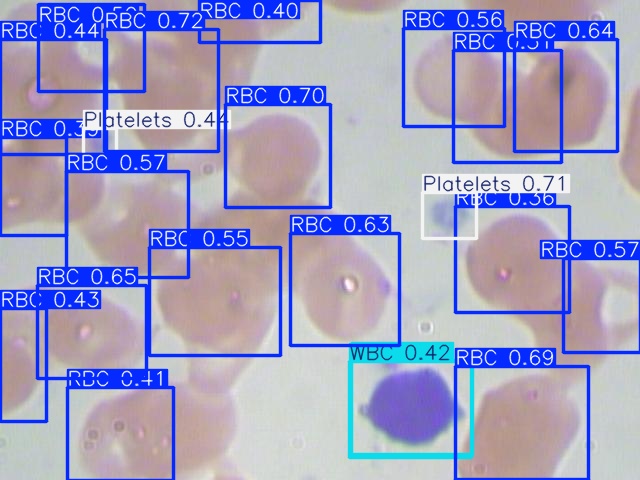 RBC 0.40
RBC 0.72
RBC 0.56
RBC 0.64
RBC 0.44
RBC
RBC 0.70
Platelets 0.44
RBC
RBC 0.57
Platelets 0.71
RBC 0.36
RBC 0.63
RBC 0.55
RBC 0.57
RBC 0.65
RBC 0.43
WBC 0.42
RBC 0.69
RBC 0.41